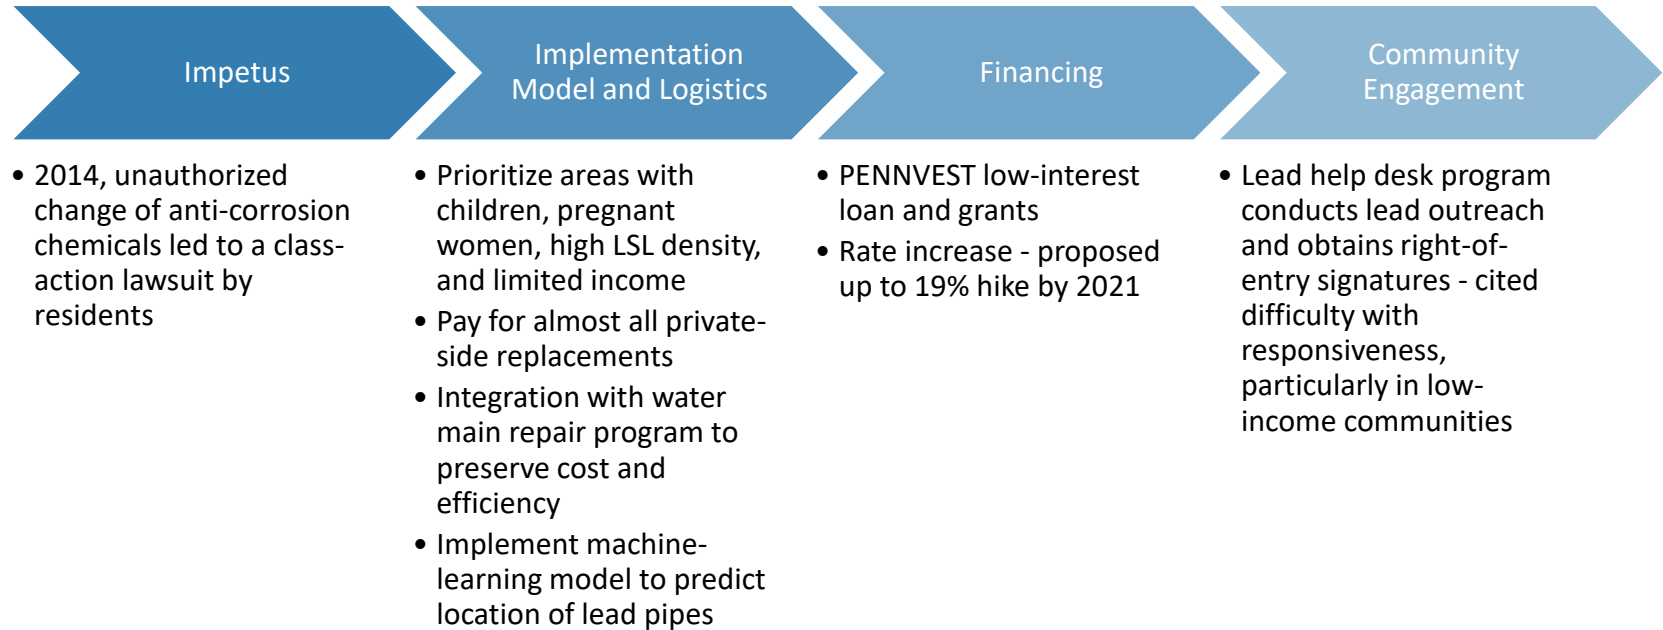 Impetus
Implementation
Model and Logistics
Financing
Community
Engagement
• 2014, unauthorized
change of anti-corrosion
chemicals led to a class-
action lawsuit by
residents
• Prioritize areas with
children, pregnant
women, high LSL density,
and limited income
• Pay for almost all private-
side replacements
• Integration with water
main repair program to
preserve cost and
efficiency
• Implement machine-
learning model to predict
location of lead pipes
• PENNVEST low-interest
loan and grants
• Rate increase - proposed
up to 19% hike by 2021
• Lead help desk program
conducts lead outreach
and obtains right-of-
entry signatures - cited
difficulty with
responsiveness,
particularly in low-
income communities